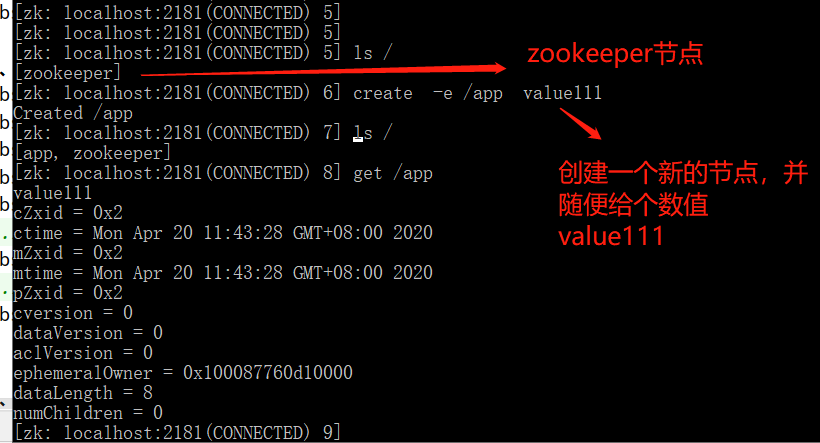 [zk: localhost:2181(CONNECTED) 5]
[zk: localhost:2181(CONNECTED) 5]
[zk: localhost:2181(CONNECTED) 5] ls /
[zookeeper]
zookeeper节点
[zk: localhost:2181(CONNECTED) 6] create  -e /app  value111
Created /app
[zk: localhost:2181(CONNECTED) 7] ls /
[app, zookeeper]
[zk: localhost:2181(CONNECTED) 8] get /app
创建一个新的节点，并
随便给个数值
value111
value111
cZxid = 0x2
ctime = Mon Apr 20 11:43:28 GMT+08:00 2020
mZxid = 0x2
mtime = Mon Apr 20 11:43:28 GMT+08:00 2020
pZxid = 0x2
cversion = 0
dataVersion = 0
aclVersion = 0
ephemeralOwner = 0x100087760d10000
dataLength = 8
numChildren = 0
[zk: localhost:2181(CONNECTED) 9]